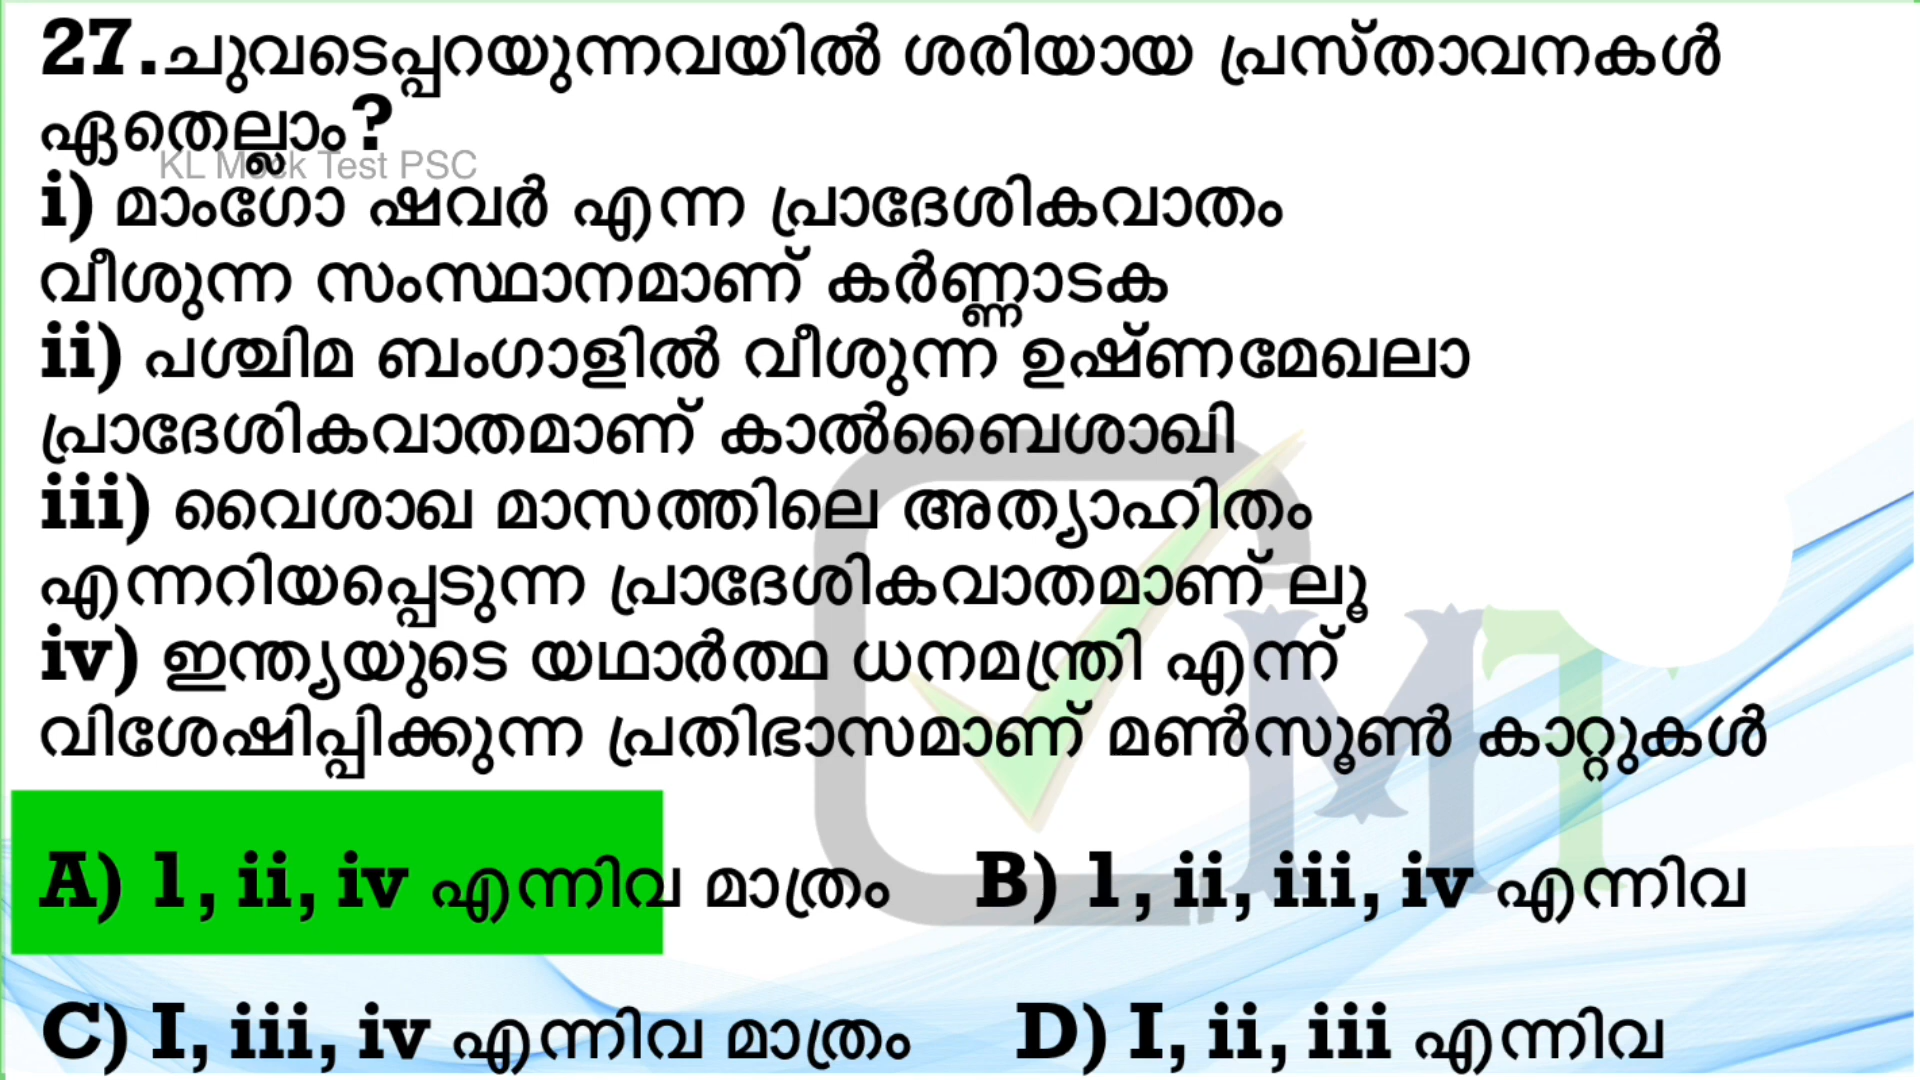 27.ചുവടെപ്പറയുന്നവയിൽ ശരിയായ പ്രസ്താവനകൾ
ഏതെല്ലാം?
KL Mock Test PSC
i) മാംഗോ ഷവർ എന്ന പ്രാദേശികവാതം
വീശുന്ന സംസ്ഥാനമാണ് കർണ്ണാടക
ii) പശ്ചിമ ബംഗാളിൽ വീശുന്ന ഉഷ്ണമേഖലാ
പ്രാദേശികവാതമാണ് കാൽബൈശാഖി
iii) വൈശാഖ മാസത്തിലെ അത്യാഹിതം
എന്നറിയപ്പെടുന്ന പ്രാദേശികവാതമാണ് ലൂ
iv) ഇന്ത്യയുടെ യഥാർത്ഥ ധനമന്ത്രി എന്ന്
വിശേഷിപ്പിക്കുന്ന പ്രതിഭാസമാണ് മൺസൂൺ കാറ്റുകൾ
MT
A) 1, ii, iv എന്നിവ മാത്രം B) 1, ii, iii, iv എന്നിവ
C) I, iii, iv എന്നിവ മാത്രം D) I, ii, iii എന്നിവ